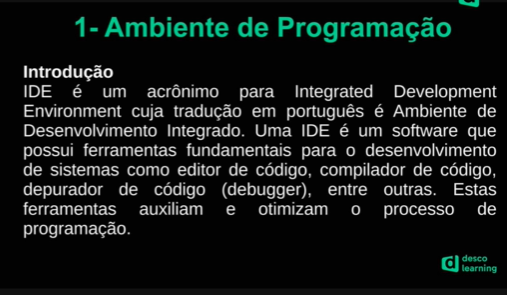 1- Ambiente de Programação
Introdução
IDE é um acrônimo para Integrated Development
Environment cuja tradução em português é Ambiente de
Desenvolvimento Integrado. Uma IDE é um software que
possui ferramentas fundamentais para o desenvolvimento
de sistemas como editor de código, compilador de código,
depurador de código (debugger), entre outras. Estas
ferramentas auxiliam e otimizam o processo de
programação.
desco
learning